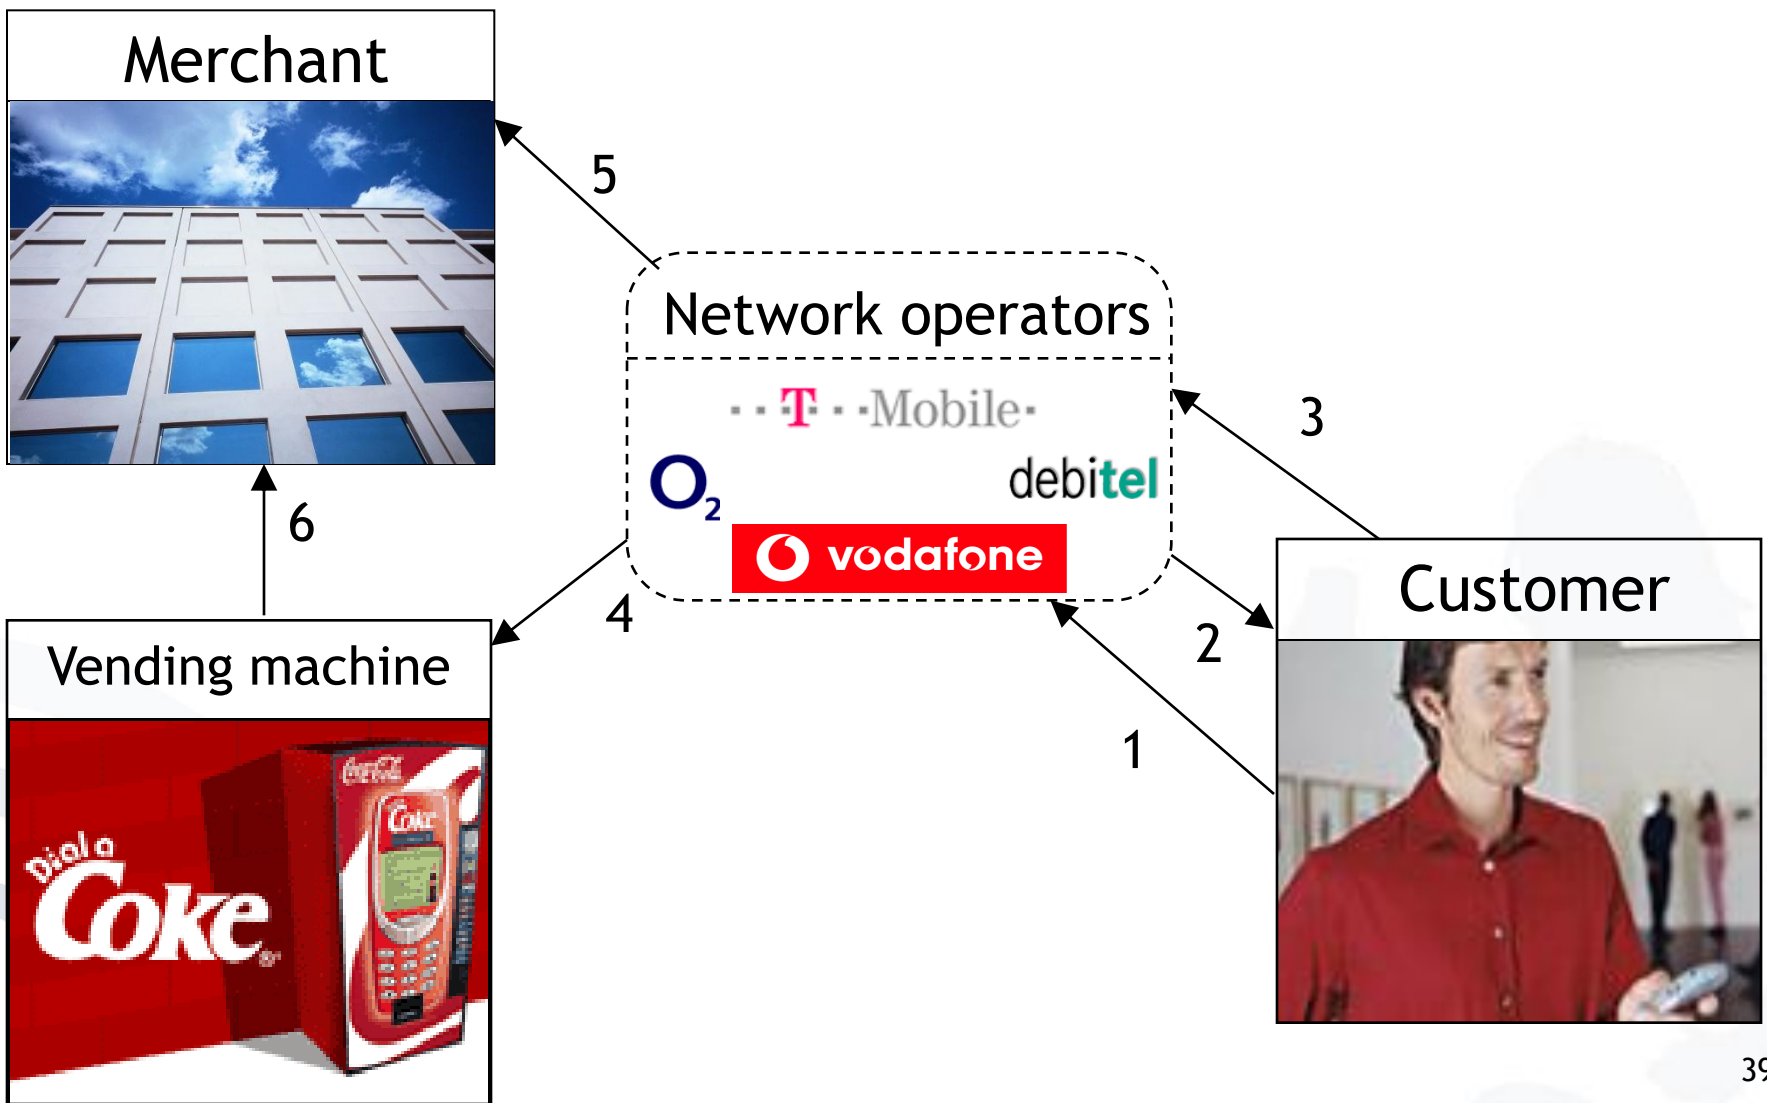 Merchant
5
Network operators
··T··Mobile·
3
O2
debitel
6
vodafone
Customer
4
2
Vending machine
1
Coca-Cola
Coke
Dial a
Coke
39